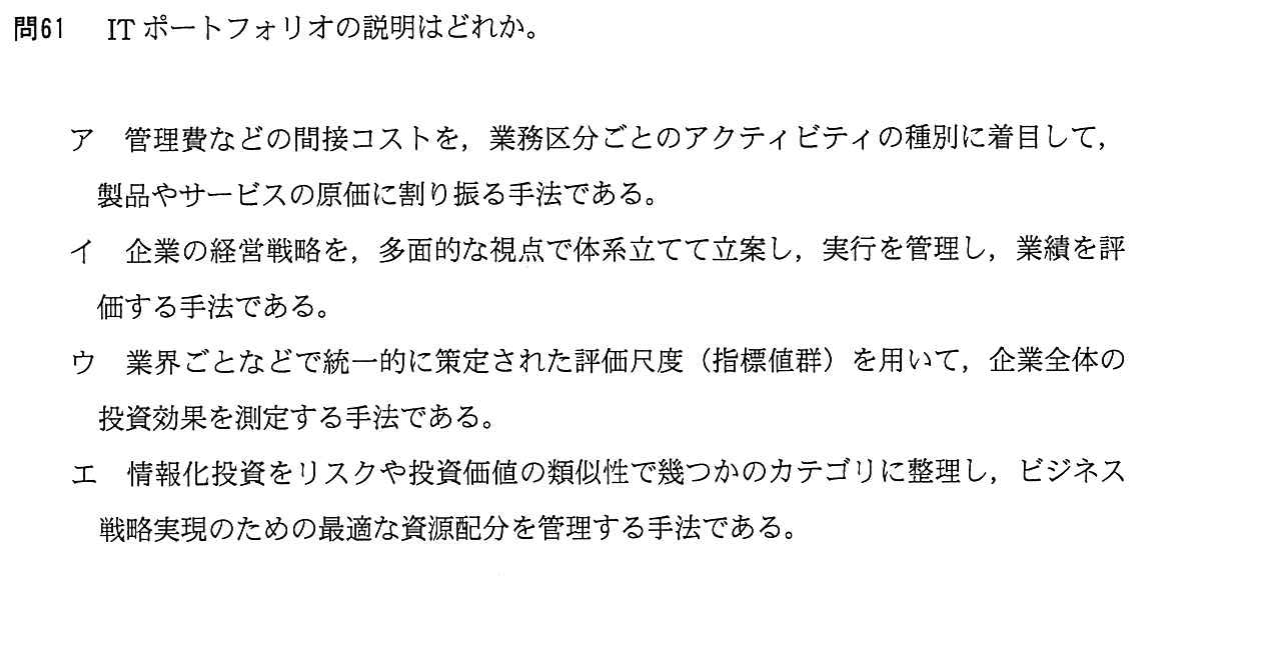 問61 ITポートフォリオの説明はどれか。
ア 管理費などの間接コストを，業務区分ごとのアクティビティの種別に着目して，
製品やサービスの原価に割り振る手法である。
イ 企業の経営戦略を，多面的な視点で体系立てて立案し，実行を管理し，業績を評
価する手法である。
ウ 業界ごとなどで統一的に策定された評価尺度（指標値群）を用いて，企業全体の
投資効果を測定する手法である。
エ 情報化投資をリスクや投資価値の類似性で幾つかのカテゴリに整理し，ビジネス
戦略実現のための最適な資源配分を管理する手法である。